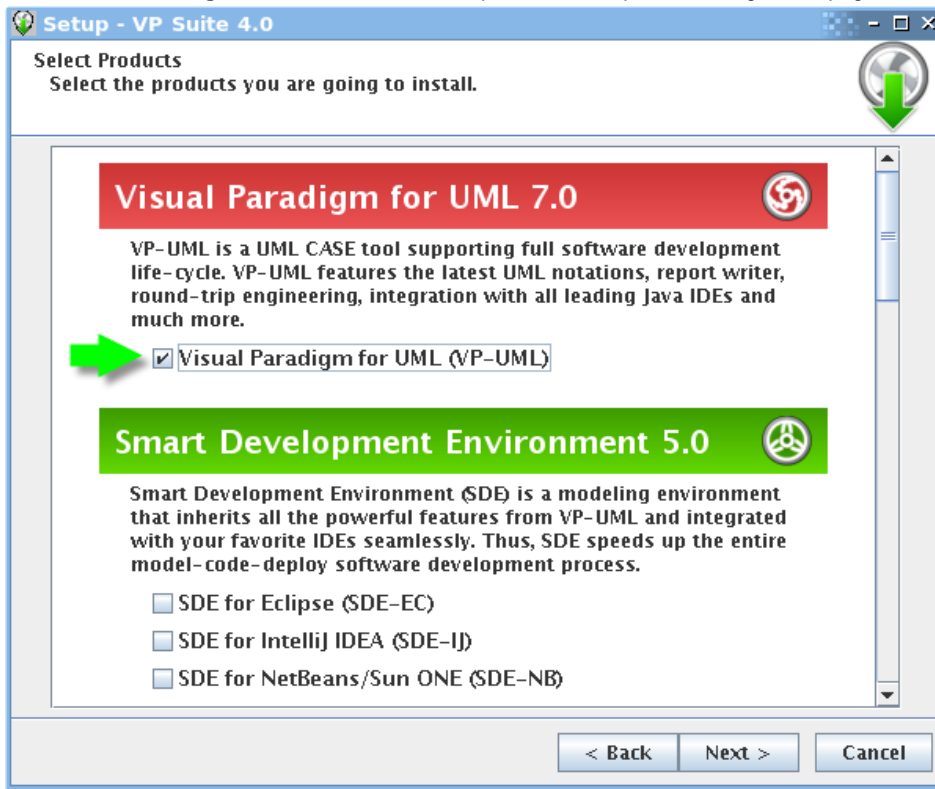 Setup - VP Suite 4.0
Select Products
Select the products you are going to install.
Visual Paradigm for UML 7.0
VP-UML is a UML CASE tool supporting full software development
life-cycle. VP-UML features the latest UML notations, report writer,
round-trip engineering, integration with all leading Java IDEs and
much more.
Visual Paradigm for UML (VP-UML)
Smart Development Environment 5.0
Smart Development Environment (SDE) is a modeling environment
that inherits all the powerful features from VP-UML and integrated
with your favorite IDEs seamlessly. Thus, SDE speeds up the entire
model-code-deploy software development process.
SDE for Eclipse (SDE-EC)
SDE for IntelliJ IDEA (SDE-IJ)
SDE for NetBeans/Sun ONE (SDE-NB)
< Back Next > Cancel